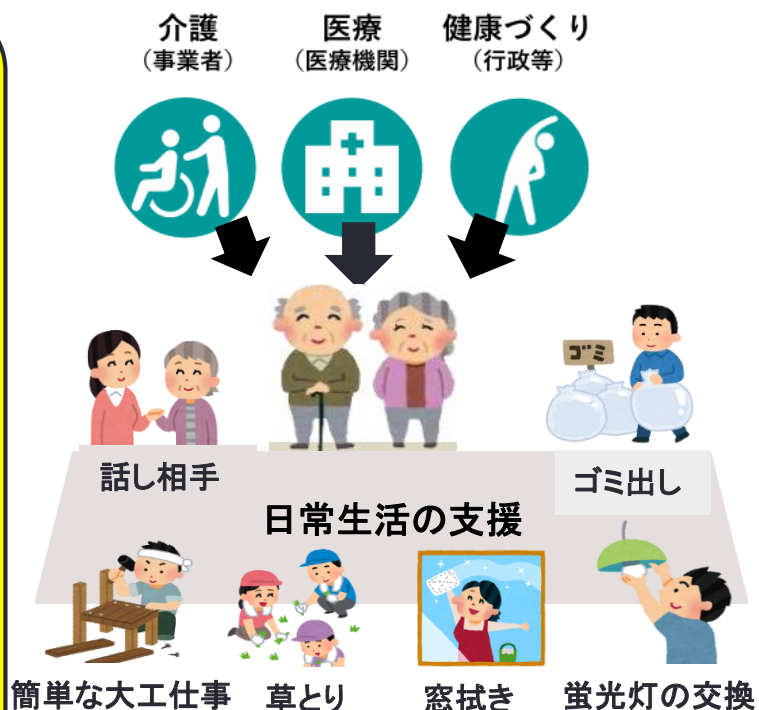 介護
(事業者)
医療
(医療機関)
健康づくり
(行政等)
ゴミ
話し相手
ゴミ出し
日常生活の支援
簡単な大工仕事
草とり
窓拭き
蛍光灯の交換